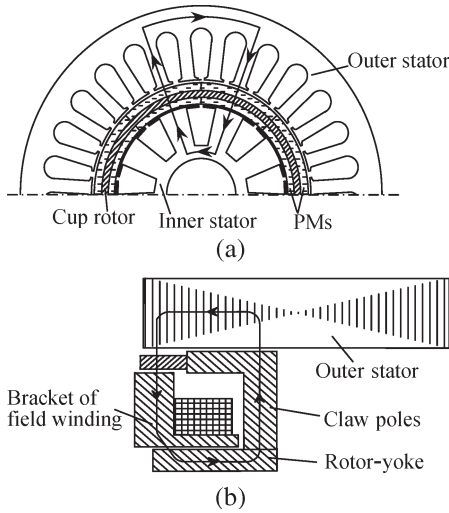 Outer stator
Cup rotor
Inner stator
PMs
(a)
Outer stator
Bracket of
field winding
Claw poles
Rotor-yoke
(b)